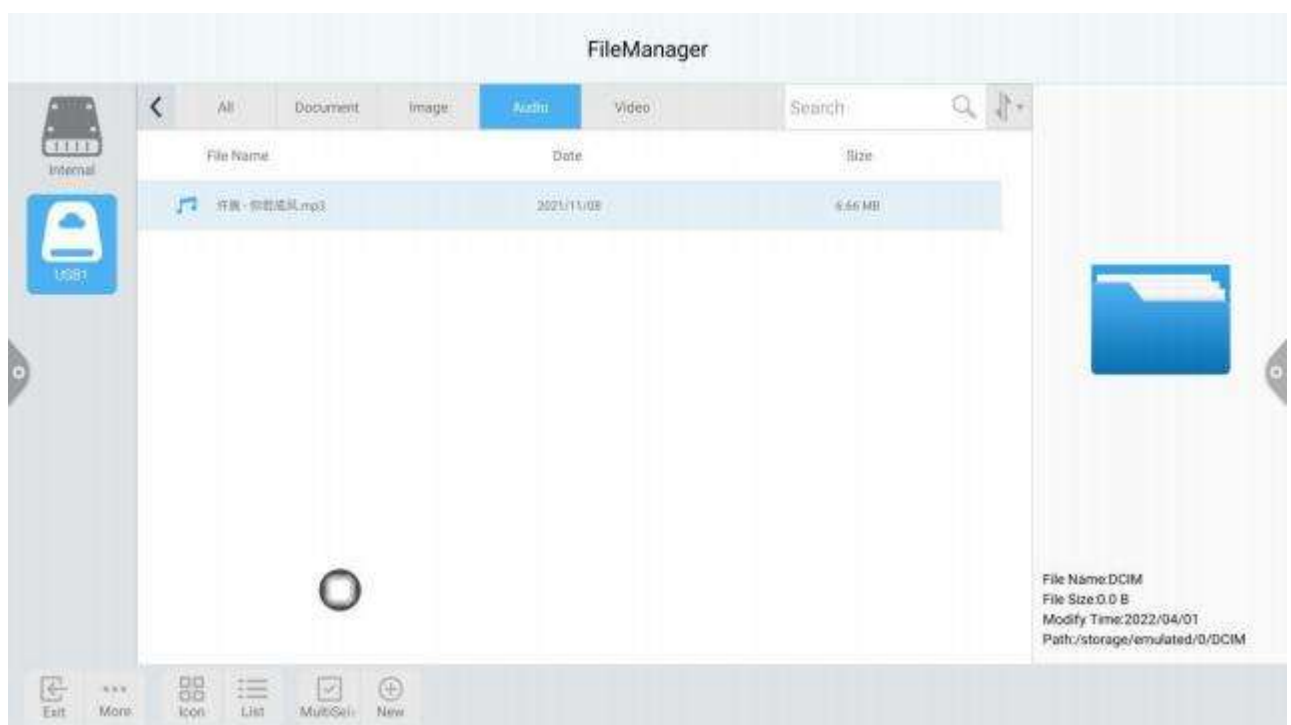 FileManager
All Document Image Audio Video Search
Internal
File Name Date Size
.mp3 2021/11/08 6.66 MB
USB1
File Name:DCIM
File Size:0.0 B
Modify Time:2022/04/01
Path:/storage/emulated/0/DCIM
Exit More Icon List New